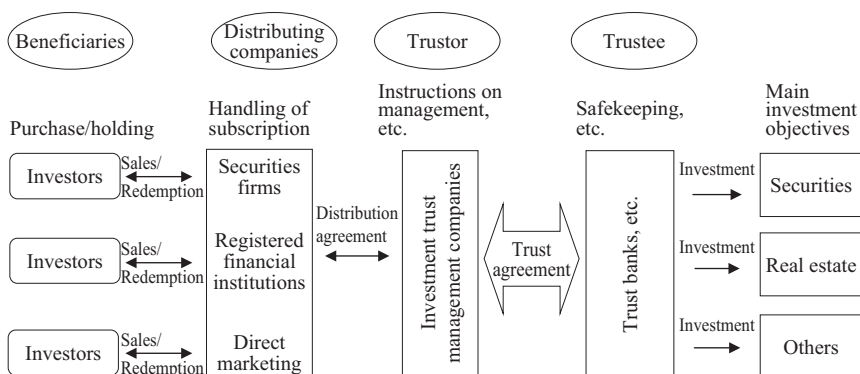 Beneficiaries
Distributing
companies
Trustor
Trustee
Purchase/holding
Handling of
subscription
Instructions on
management,
etc.
Safekeeping,
etc.
Main
investment
objectives
Investors
Sales/
Redemption
Securities
firms
Investment
Securities
Investors
Sales/
Redemption
Registered
financial
institutions
Distribution
agreement
Investment trust
management companies
Trust
agreement
Trust banks, etc.
Investment
Real estate
Investors
Sales/
Redemption
Direct
marketing
Investment
Others